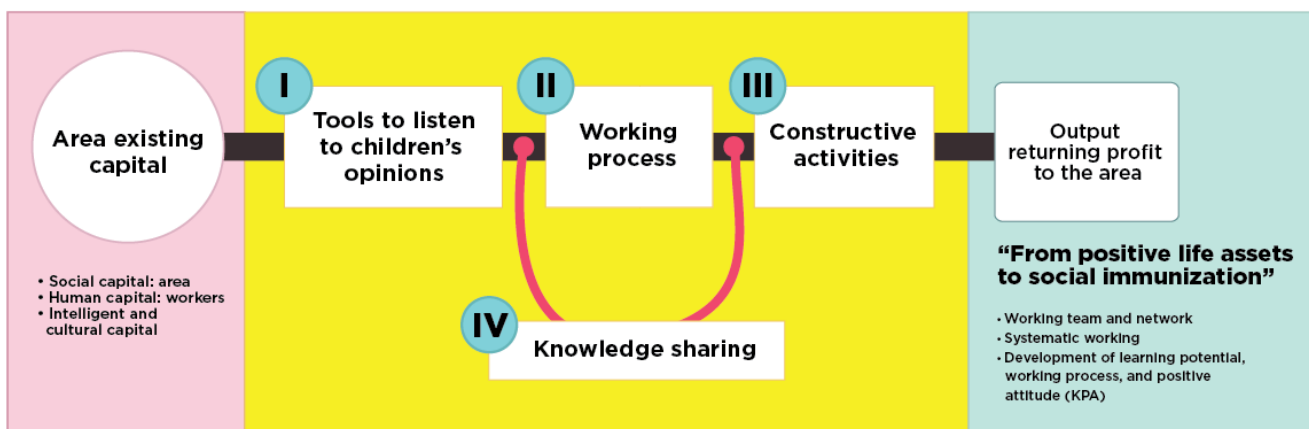 Area existing
capital
• Social capital: area
• Human capital: workers
• Intelligent and
cultural capital
I
Tools to listen
to children’s
opinions
II
Working
process
III
Constructive
activities
IV
Knowledge sharing
Output
returning profit
to the area
“From positive life assets
to social immunization”
• Working team and network
• Systematic working
• Development of learning potential,
working process, and positive
attitude (KPA)